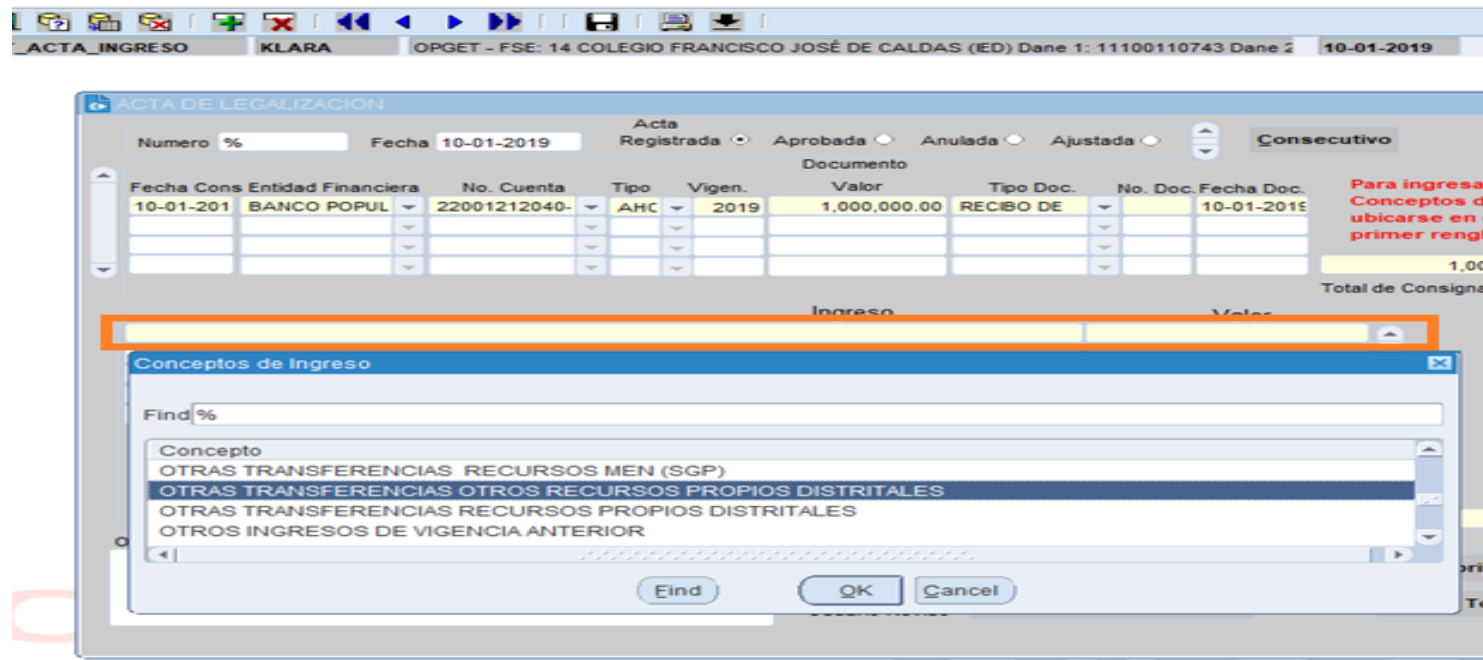 _ACTA_INGRESO KLARA OPGET - FSE: 14 COLEGIO FRANCISCO JOSÉ DE CALDAS (IED) Dane 1: 11100110743 Dane 2 10-01-2019
ACTA DE LEGALIZACION
Acta
Numero % Fecha 10-01-2019 Registrada Aprobada Anulada Ajustada Consecutivo
Documento
Fecha Cons Entidad Financiera No. Cuenta Tipo Vigen. Valor Tipo Doc. No. Doc. Fecha Doc.
10-01-201 BANCO POPUL 22001212040- AHC 2019 1,000,000.00 RECIBO DE 10-01-2019
Para ingresa
Conceptos d
ubicarse en
primer rengl
1,00
Total de Consigna
Ingreso Valor
Conceptos de Ingreso
Find %
Concepto
OTRAS TRANSFERENCIAS RECURSOS MEN (SGP)
OTRAS TRANSFERENCIAS OTROS RECURSOS PROPIOS DISTRITALES
OTRAS TRANSFERENCIAS RECURSOS PROPIOS DISTRITALES
OTROS INGRESOS DE VIGENCIA ANTERIOR
Find OK Cancel